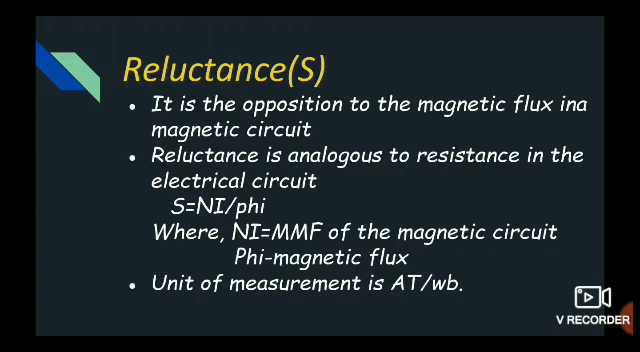 Reluctance(S)
• It is the opposition to the magnetic flux ina
magnetic circuit
• Reluctance is analogous to resistance in the
electrical circuit
S=NI/phi
Where, NI=MMF of the magnetic circuit
Phi-magnetic flux
• Unit of measurement is AT/wb.
V RECORDER